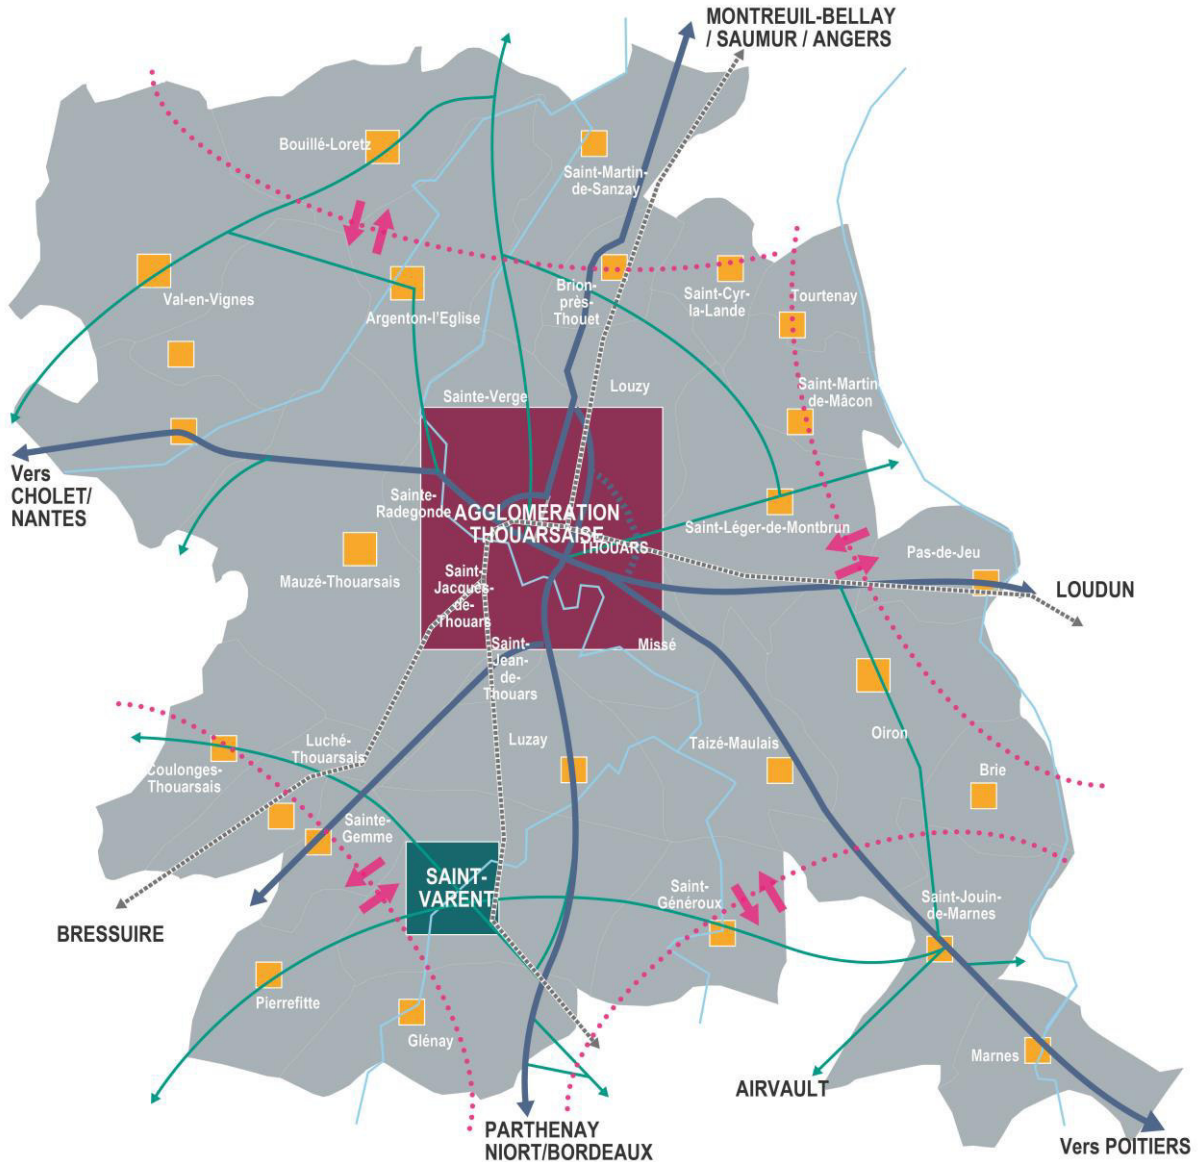 MONTREUIL-BELLAY
/ SAUMUR / ANGERS
Bouillé-Loretz
Saint-Martin-
de-Sanzay
Val-en-Vignes
Argenton-l'Eglise
Brion-
près-
Thouet
Saint-Cyr-
la-Lande
Tourtenay
Saint-Martin
de-Mâcon
Sainte-Verge
Louzy
Vers
CHOLET/
NANTES
Sainte-
Radegonde
AGGLOMÉRATION
THOUARSAISE
THOUARS
Saint-Léger-de-Montbrun
Pas-de-Jeu
LOUDUN
Mauzé-Thouarsais
Saint-
Jacques-
de-
Thouars
Saint-
Jean-
de-
Thouars
Missé
Luzay
Taizé-Maulais
Oiron
Brie
Luché-
Thouarsais
Coulonges-
Thouarsais
Sainte-
Gemme
SAINT-
VARENT
Saint-
Généroux
Saint-Jouin-
de-Marnes
BRESSUIRE
Pierrefitte
Glénay
Marnes
AIRVAULT
PARTHENAY
NIORT/BORDEAUX
Vers POITIERS